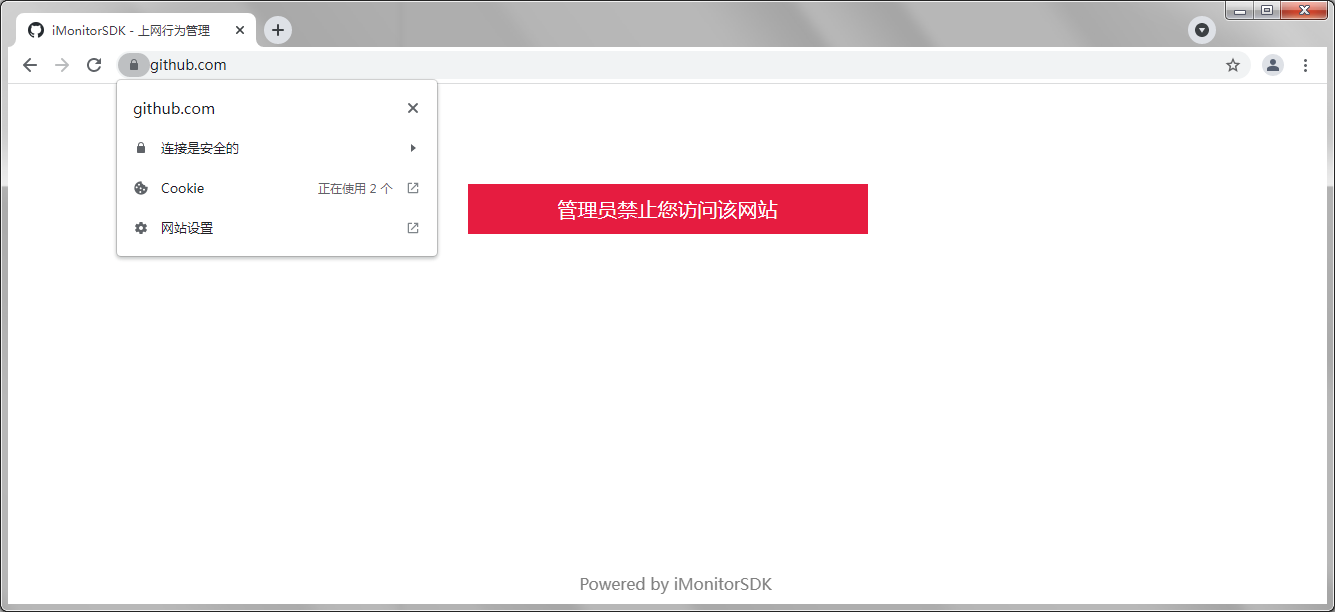 iMonitorSDK - 上网行为管理
github.com
github.com
连接是安全的
Cookie 正在使用 2 个
网站设置
管理员禁止您访问该网站
Powered by iMonitorSDK